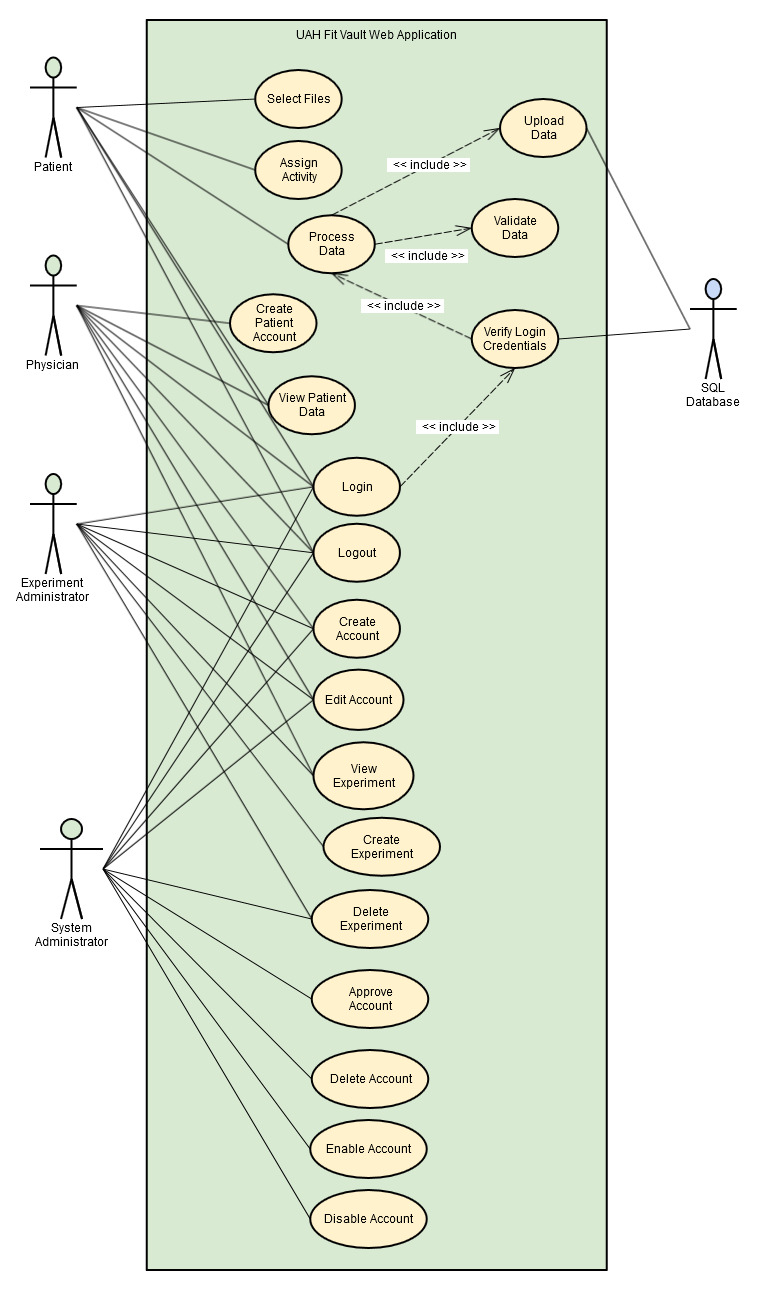 UAH Fit Vault Web Application
Select Files
Upload
Data
Patient
Assign
Activity
<< include >>
Process
Data
Validate
Data
<< include >>
Physician
Create
Patient
Account
<< include >>
Verify Login
Credentials
SQL
Database
View Patient
Data
<< include >>
Login
Logout
Experiment
Administrator
Create
Account
Edit Account
View
Experiment
Create
Experiment
Delete
Experiment
System
Administrator
Approve
Account
Delete Account
Enable Account
Disable Account